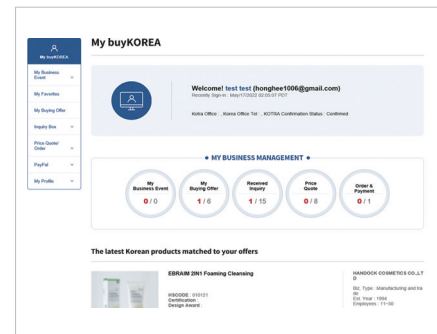 My buyKOREA
My buyKOREA
My Business
Event
My Favorites
My Buying Offer
Inquiry Box
Price Quote/
Order
PayPal
My Profile
Welcome! test test (honghee1006@gmail.com)
Recently Sign-in : May/17/2022 02:05:07 PDT
Kotra Office : , Korea Office Tel : , KOTRA Confirmation Status : Confirmed
MY BUSINESS MANAGEMENT
My
Business Event
0 / 0
My
Buying Offer
1 / 6
Received
Inquiry
1 / 15
Price
Quote
0 / 8
Order &
Payment
0 / 1
The latest Korean products matched to your offers
EBRAIM 2IN1 Foaming Cleansing
HSCODE : 010121
Certification :
Design Award :
HANDOCK COSMETICS CO.,LT
D
Biz. Type : Manufacturing and tra
de
Est. Year : 1994
Employees : 11~50